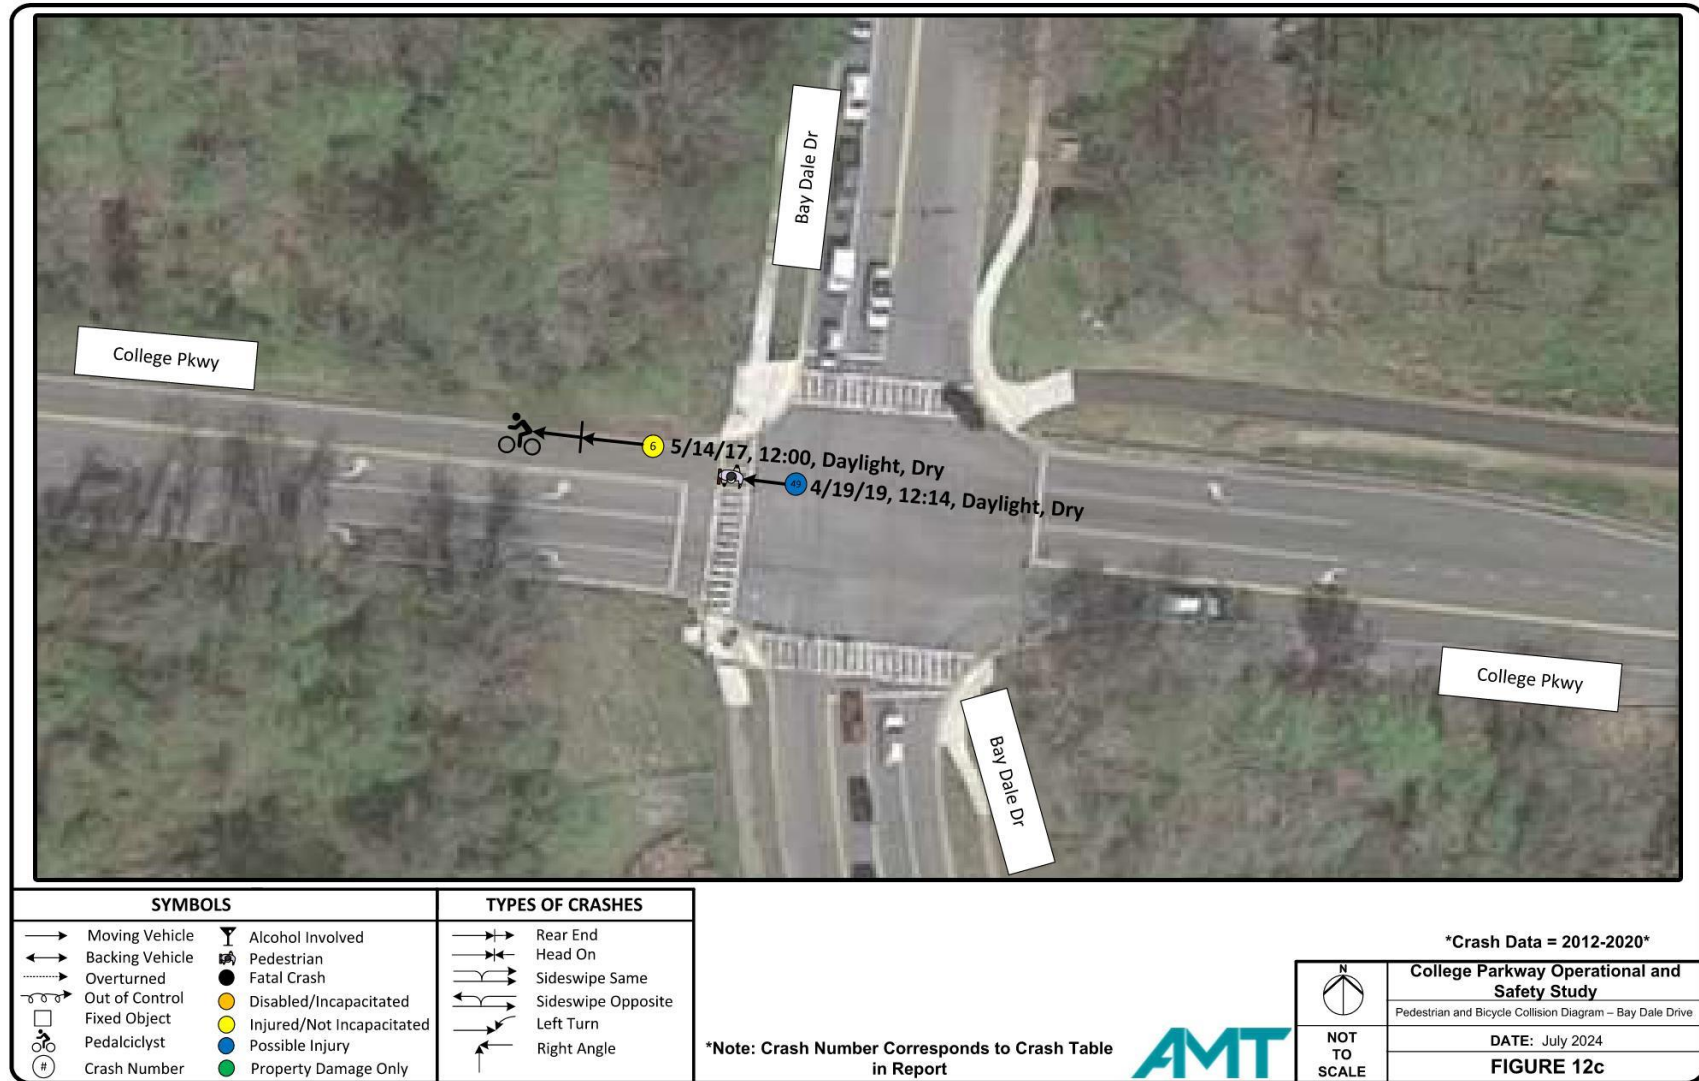 Bay Dale Dr
College Pkwy
6
5/14/17, 12:00, Daylight, Dry
49
4/19/19, 12:14, Daylight, Dry
College Pkwy
Bay Dale Dr
SYMBOLS
Moving Vehicle
Backing Vehicle
Overturned
Out of Control
Fixed Object
Pedalciclyst
# Crash Number
Alcohol Involved
Pedestrian
Fatal Crash
Disabled/Incapacitated
Injured/Not Incapacitated
Possible Injury
Property Damage Only
TYPES OF CRASHES
Rear End
Head On
Sideswipe Same
Sideswipe Opposite
Left Turn
Right Angle
*Note: Crash Number Corresponds to Crash Table
in Report
AMT
*Crash Data = 2012-2020*
N
NOT
TO
SCALE
College Parkway Operational and
Safety Study
Pedestrian and Bicycle Collision Diagram – Bay Dale Drive
DATE: July 2024
FIGURE 12c